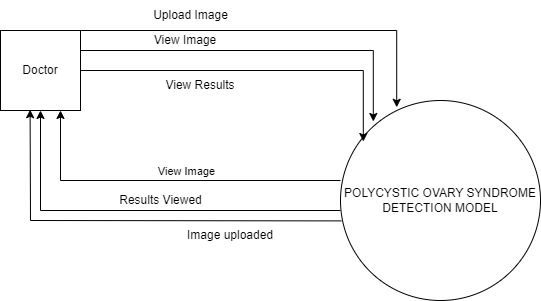 Upload Image
View Image
Doctor
View Results
View Image
POLYCYSTIC OVARY SYNDROME
DETECTION MODEL
Results Viewed
Image uploaded